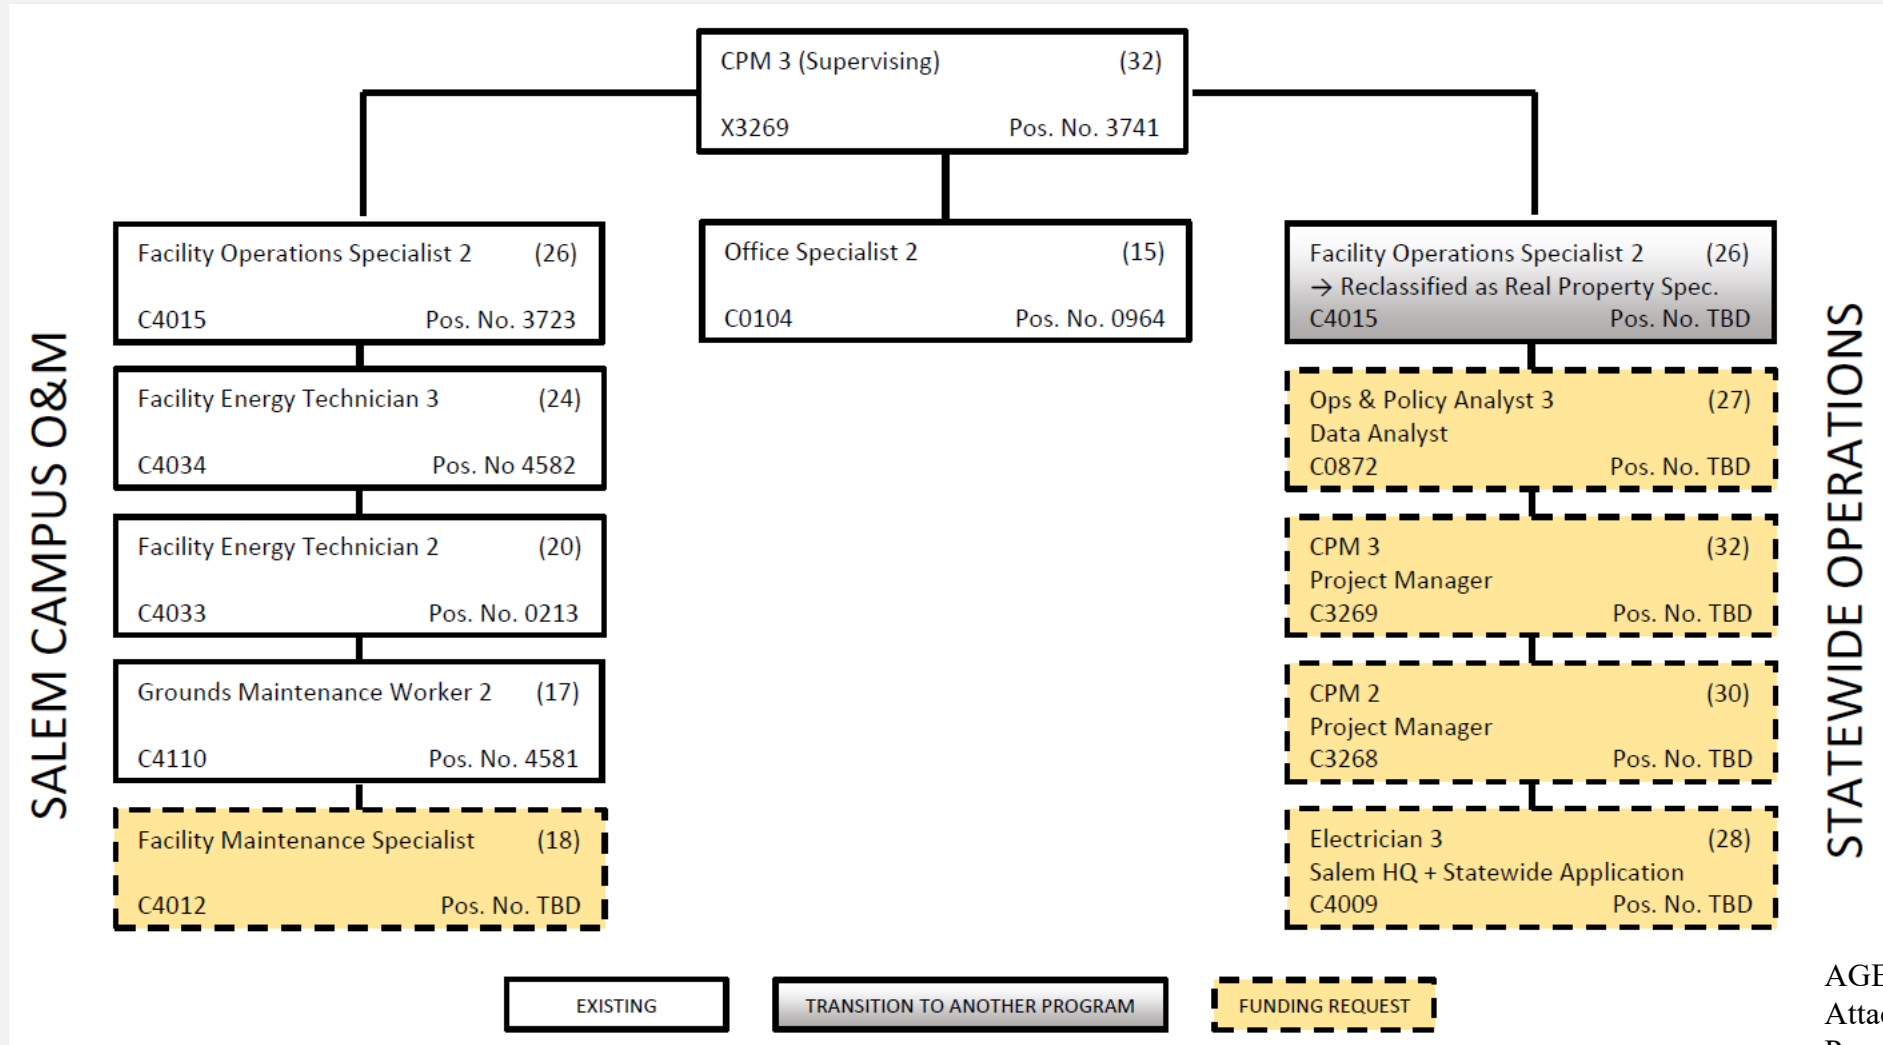 CPM 3 (Supervising) (32)
X3269 Pos. No. 3741
SALEM CAMPUS O&M
Facility Operations Specialist 2 (26)
C4015 Pos. No. 3723
Facility Energy Technician 3 (24)
C4034 Pos. No 4582
Facility Energy Technician 2 (20)
C4033 Pos. No. 0213
Grounds Maintenance Worker 2 (17)
C4110 Pos. No. 4581
Facility Maintenance Specialist (18)
C4012 Pos. No. TBD
Office Specialist 2 (15)
C0104 Pos. No. 0964
Facility Operations Specialist 2 (26)
→ Reclassified as Real Property Spec.
C4015 Pos. No. TBD
Ops & Policy Analyst 3 (27)
Data Analyst
C0872 Pos. No. TBD
CPM 3 (32)
Project Manager
C3269 Pos. No. TBD
CPM 2 (30)
Project Manager
C3268 Pos. No. TBD
Electrician 3 (28)
Salem HQ + Statewide Application
C4009 Pos. No. TBD
STATEWIDE OPERATIONS
EXISTING
TRANSITION TO ANOTHER PROGRAM
FUNDING REQUEST